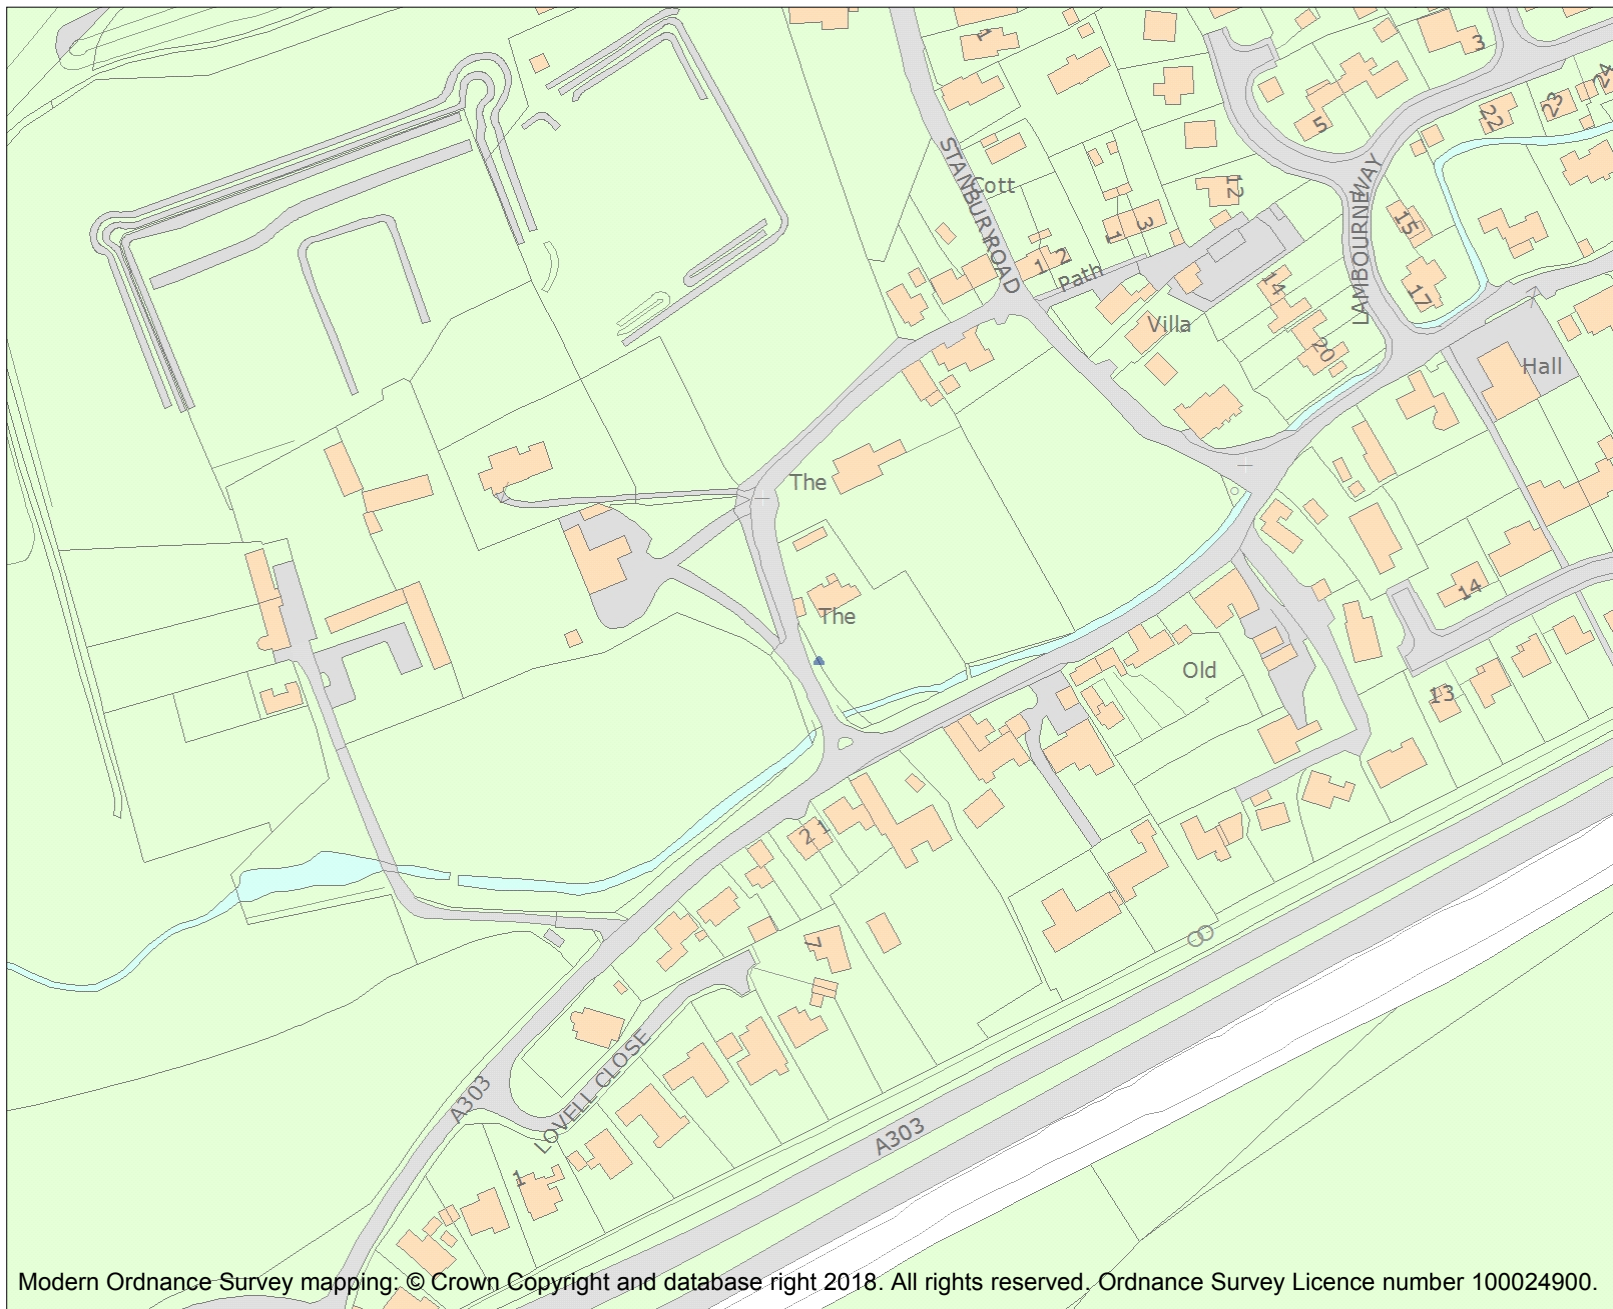 1
3
24
23
22
5
STANBURY ROAD
LAMBOURNE WAY
Cott
12
15
3
1
1 2
Path
14
17
Villa
20
Hall
The
14
The
Old
13
2 1
7
A303
LOVELL CLOSE
A303
1
Modern Ordnance Survey mapping: © Crown Copyright and database right 2018. All rights reserved. Ordnance Survey Licence number 100024900.